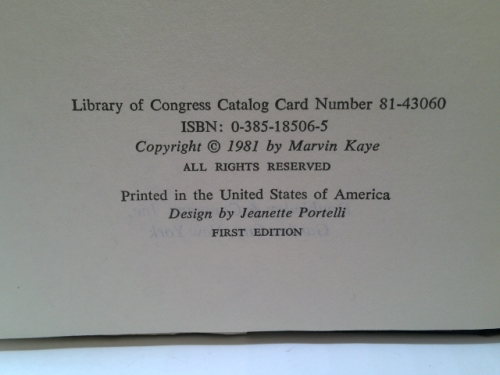 Library of Congress Catalog Card Number 81-43060
ISBN: 0-385-18506-5
Copyright © 1981 by Marvin Kaye
ALL RIGHTS RESERVED
Printed in the United States of America
Design by Jeanette Portelli
FIRST EDITION